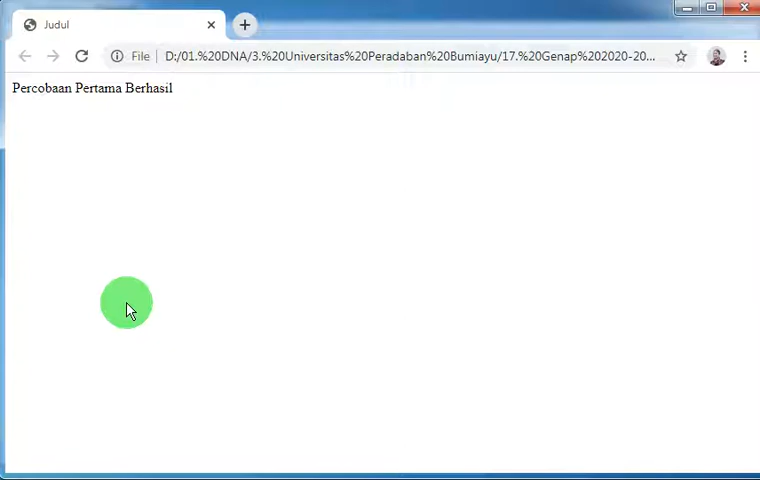 Judul
File
D:/01.%20DNA/3.%20Universitas%20Peradaban%20Bumiayu/17.%20Genap%202020-20...
Percobaan Pertama Berhasil